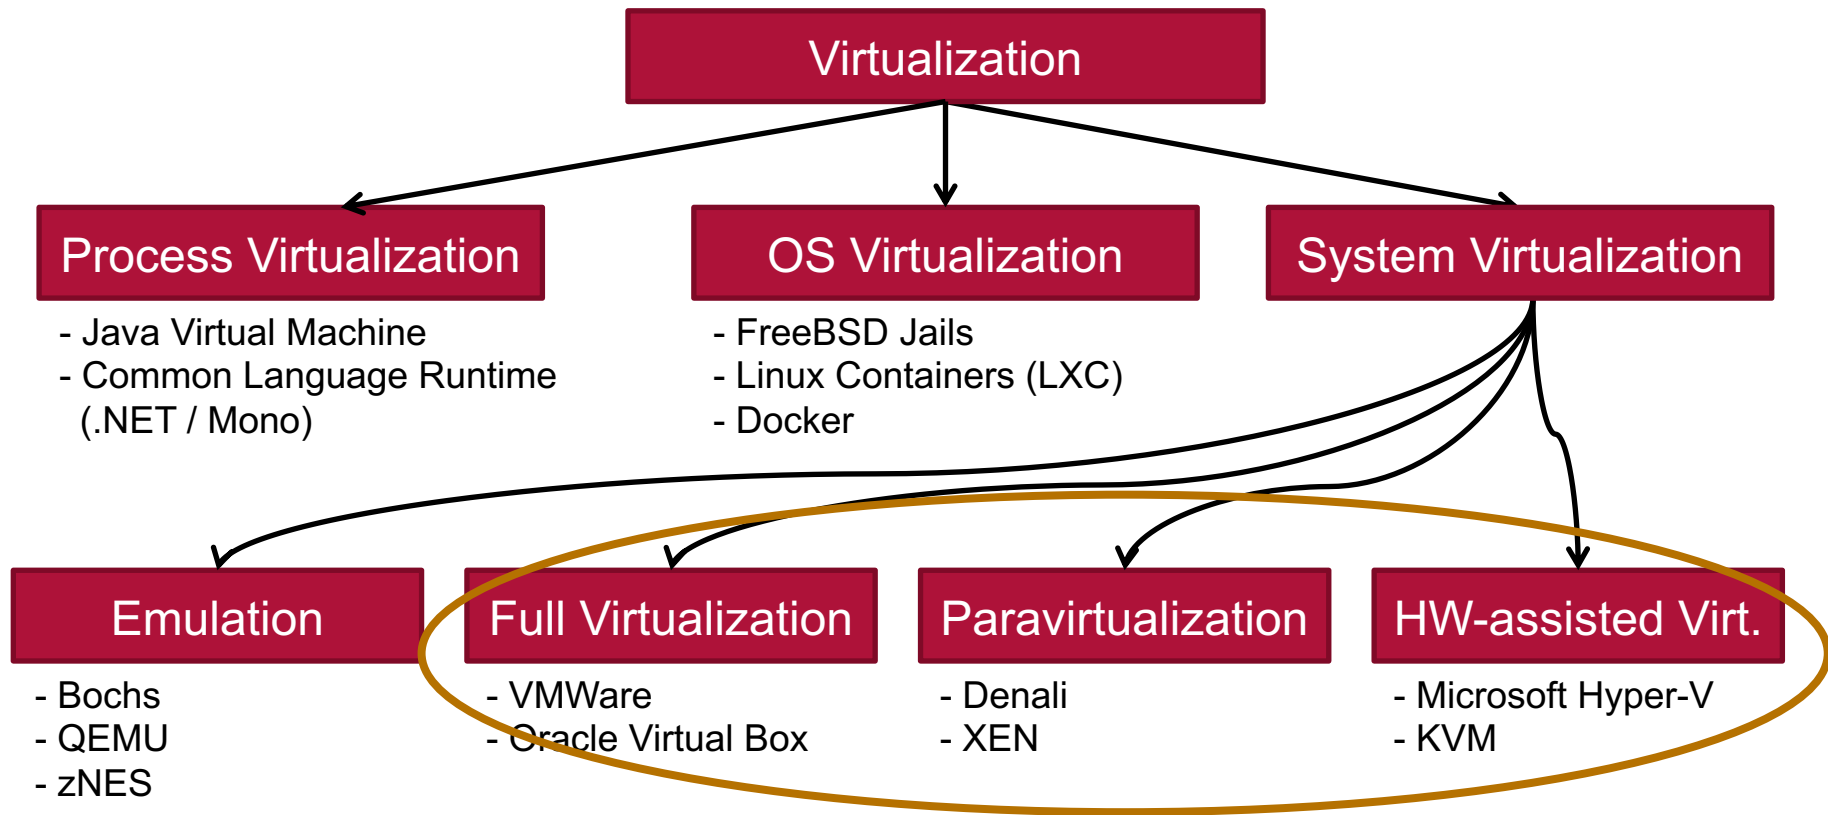 Virtualization
Process Virtualization
OS Virtualization
System Virtualization
- Java Virtual Machine
- Common Language Runtime
(.NET / Mono)
- FreeBSD Jails
- Linux Containers (LXC)
- Docker
Emulation
Full Virtualization
Paravirtualization
HW-assisted Virt.
- Bochs
- QEMU
- zNES
- VMWare
- Oracle Virtual Box
- Denali
- XEN
- Microsoft Hyper-V
- KVM